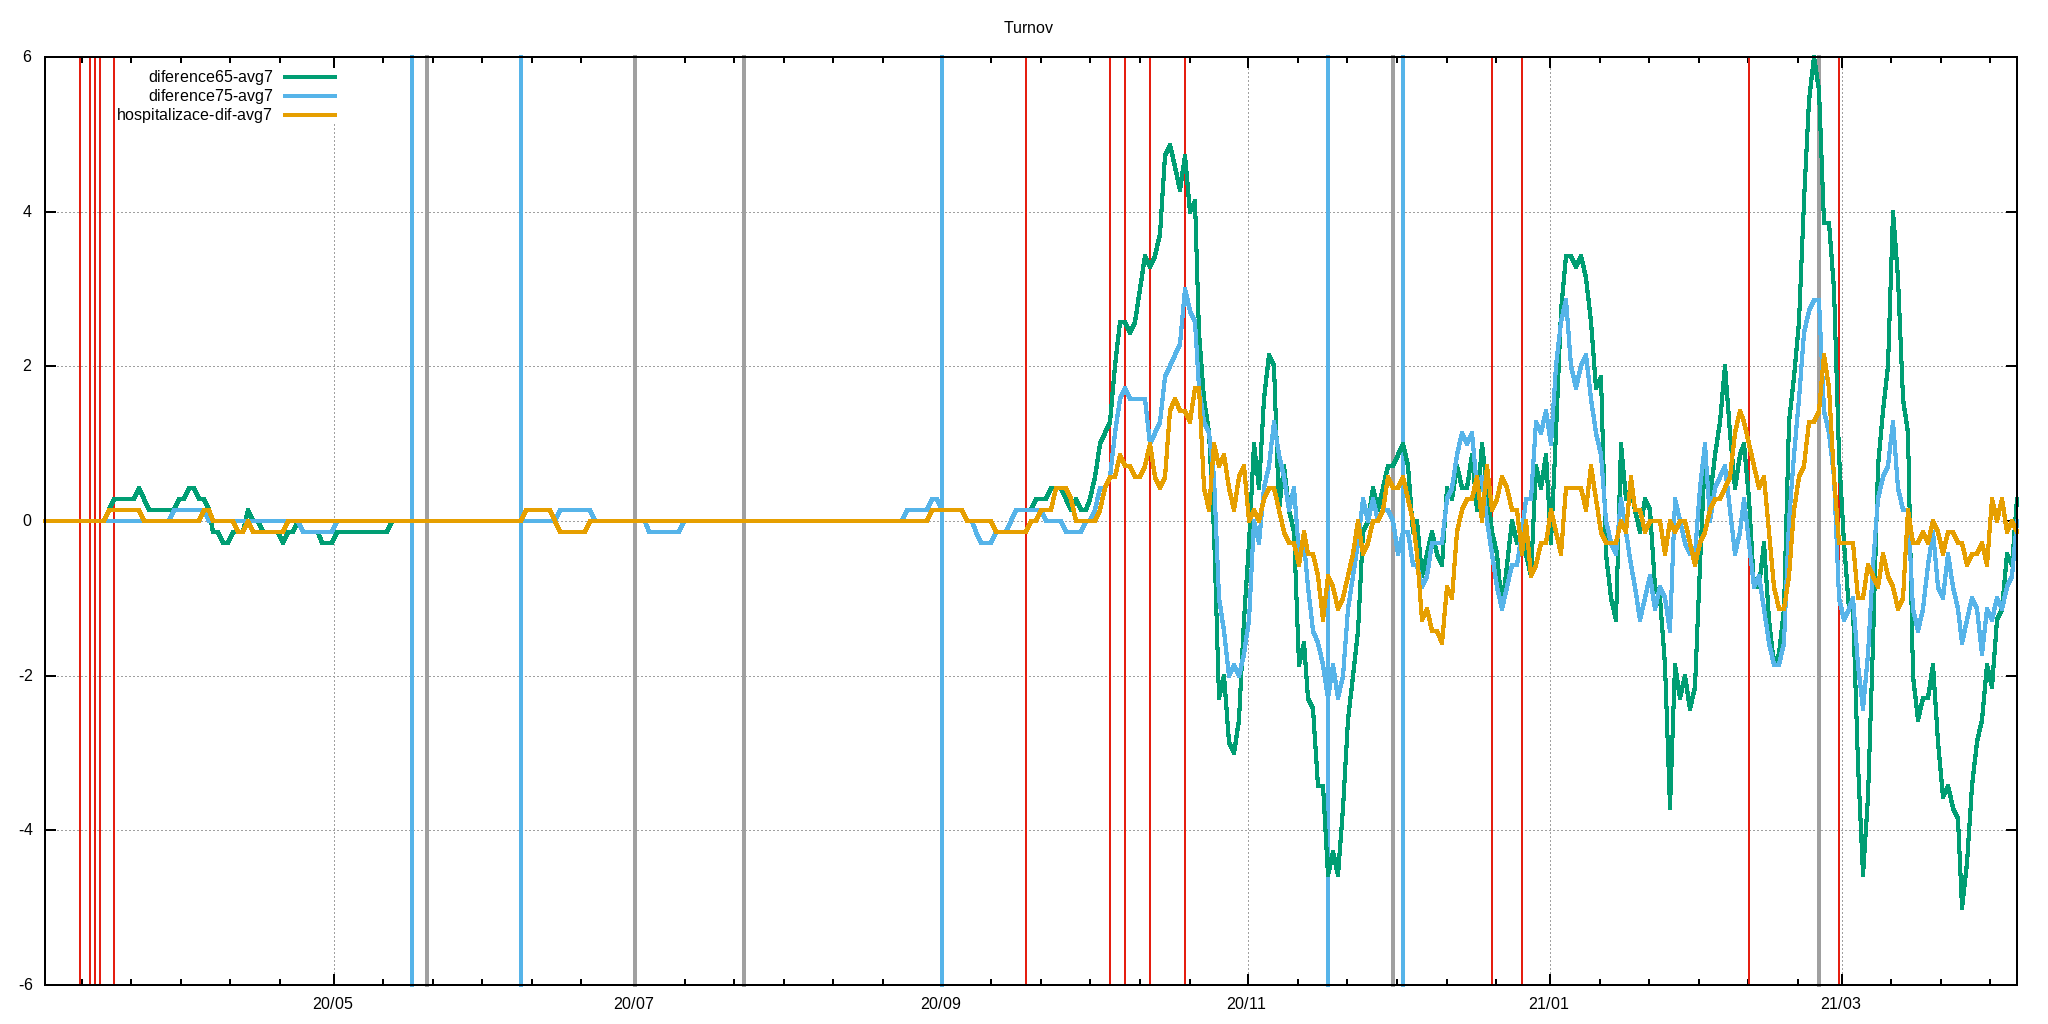 Turnov
6
diference65-avg7
diference75-avg7
hospitalizace-dif-avg7
4
2
0
-2
-4
-6
20/05 20/07 20/09 20/11 21/01 21/03